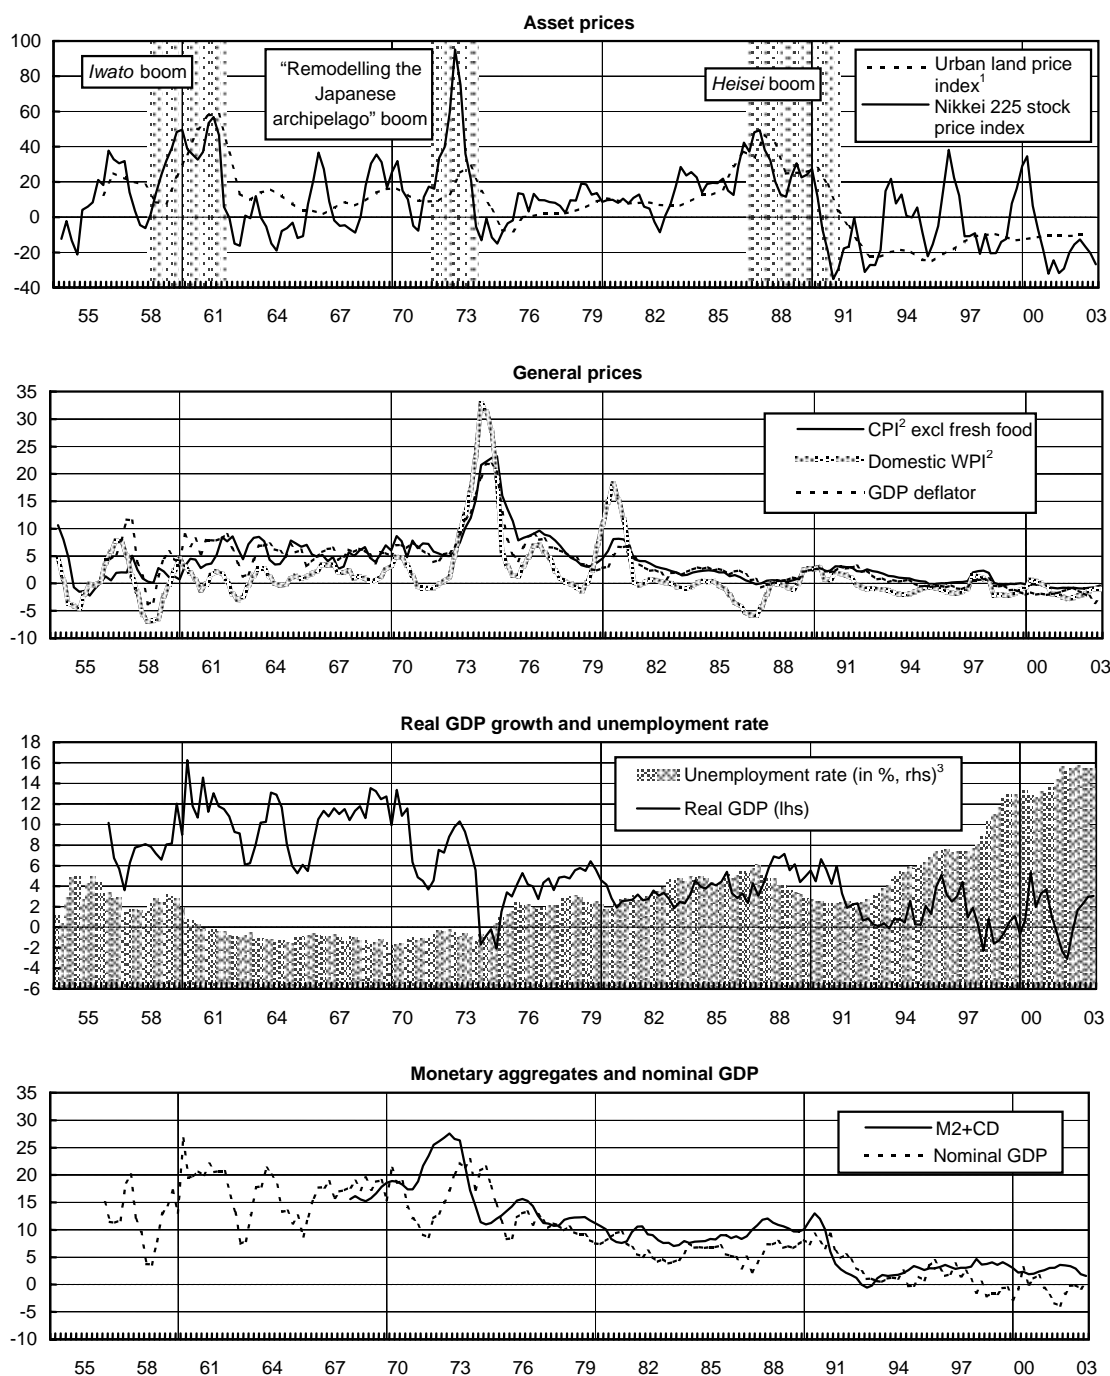 Asset prices
100
80
60
40
20
0
-20
-40
Iwato boom
“Remodelling the
Japanese
archipelago” boom
Heisei boom
Urban land price
index1
Nikkei 225 stock
price index
55 58 61 64 67 70 73 76 79 82 85 88 91 94 97 00 03
General prices
35
30
25
20
15
10
5
0
-5
-10
CPI2 excl fresh food
Domestic WPI2
GDP deflator
55 58 61 64 67 70 73 76 79 82 85 88 91 94 97 00 03
Real GDP growth and unemployment rate
18
16
14
12
10
8
6
4
2
0
-2
-4
-6
Unemployment rate (in %, rhs)3
Real GDP (lhs)
55 58 61 64 67 70 73 76 79 82 85 88 91 94 97 00 03
Monetary aggregates and nominal GDP
35
30
25
20
15
10
5
0
-5
-10
M2+CD
Nominal GDP
55 58 61 64 67 70 73 76 79 82 85 88 91 94 97 00 03